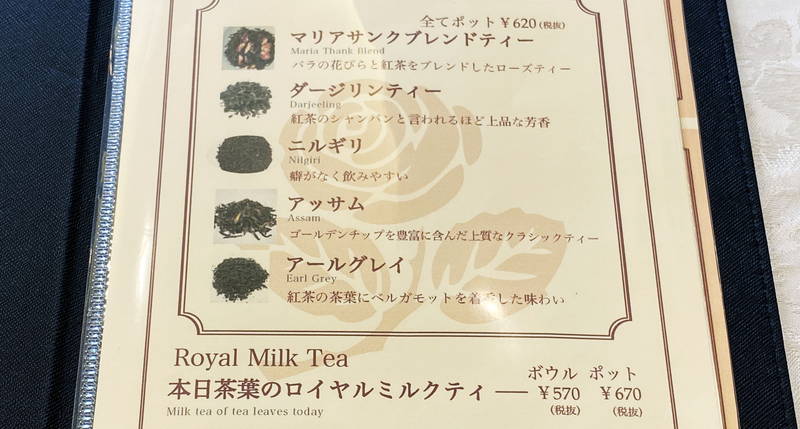 全てポット￥620(税抜)
マリアサンクブレンドティー
Maria Thank Blend
バラの花びらと紅茶をブレンドしたローズティー
ダージリンティー
Darjeeling
紅茶のシャンパンと言われるほど上品な芳香
ニルギリ
Nilgiri
癖がなく飲みやすい
アッサム
Assam
ゴールデンチップを豊富に含んだ上質なクラシックティー
アールグレイ
Earl Grey
紅茶の茶葉にベルガモットを着香した味わい
Royal Milk Tea
ボウル ポット
本日茶葉のロイヤルミルクティ ― ￥570 ￥670
Milk tea of tea leaves today
(税抜) (税抜)